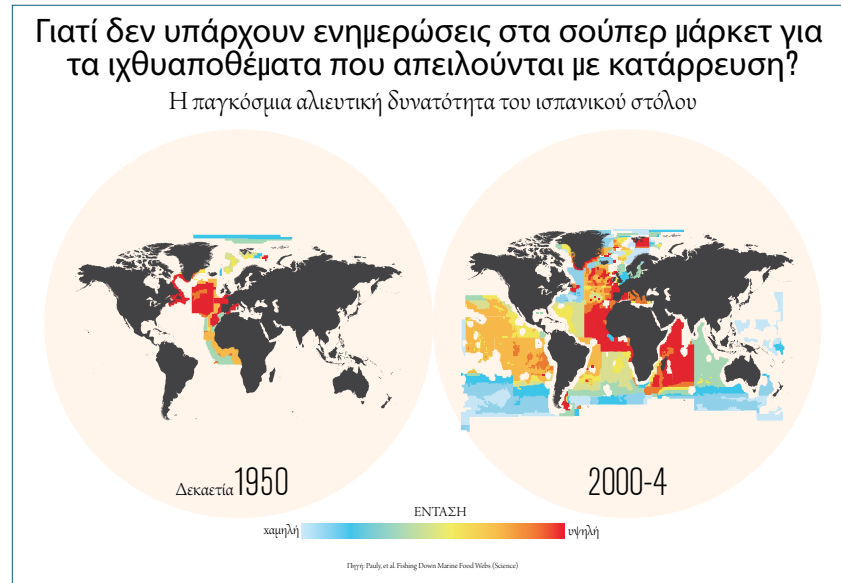 Γιατί δεν υπάρχουν ενημερώσεις στα σούπερ μάρκετ για
τα ιχθυαποθέματα που απειλούνται με κατάρρευση?
Η παγκόσμια αλιευτική δυνατότητα του ισπανικού στόλου
Δεκαετία 1950
2000-4
ΕΝΤΑΣΗ
χαμηλή
υψηλή
Πηγή: Pauly, et al. Fishing Down Marine Food Webs (Science)